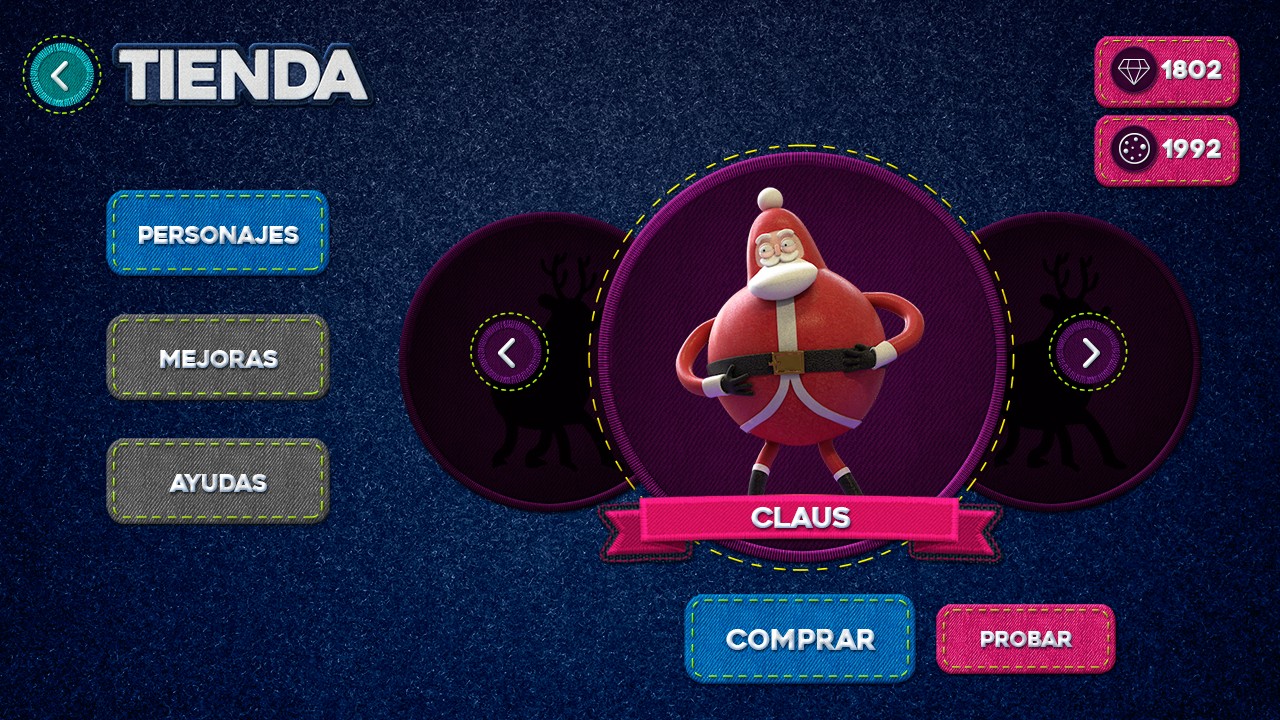 TIENDA
1802
1992
PERSONAJES
MEJORAS
AYUDAS
CLAUS
COMPRAR
PROBAR